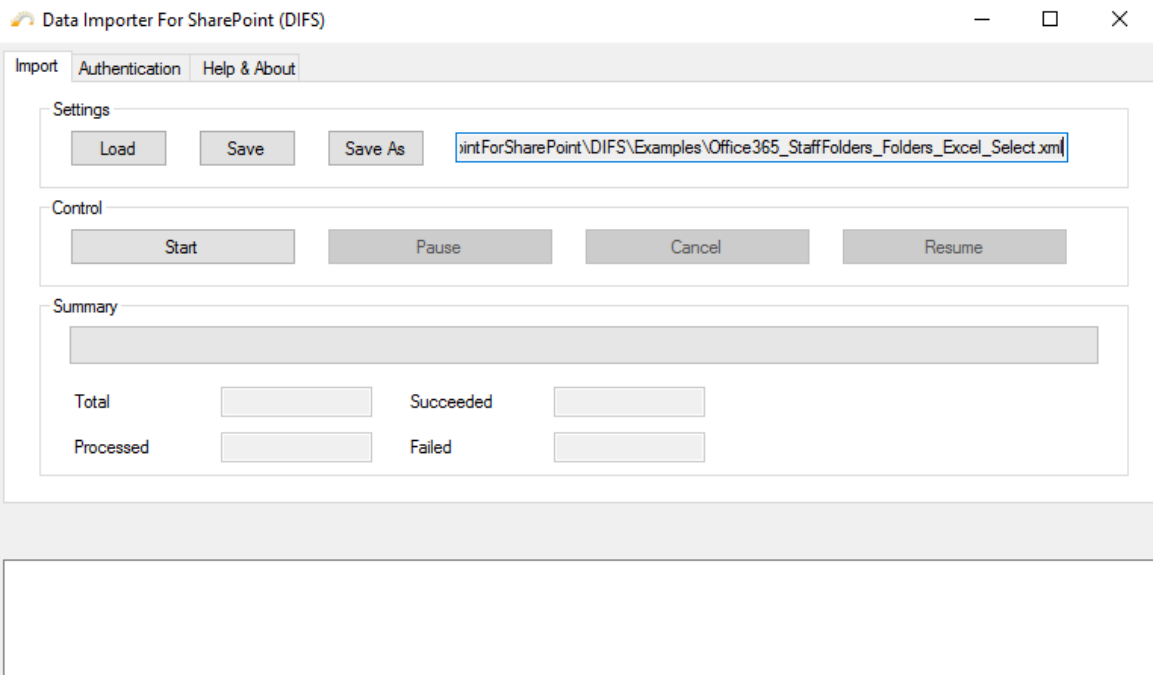 Data Importer For SharePoint (DIFS)
Import Authentication Help & About
Settings
Load Save Save As ointForSharePoint\DIFS\Examples\Office365_StaffFolders_Folders_Excel_Select.xml
Control
Start Pause Cancel Resume
Summary
Total Succeeded
Processed Failed